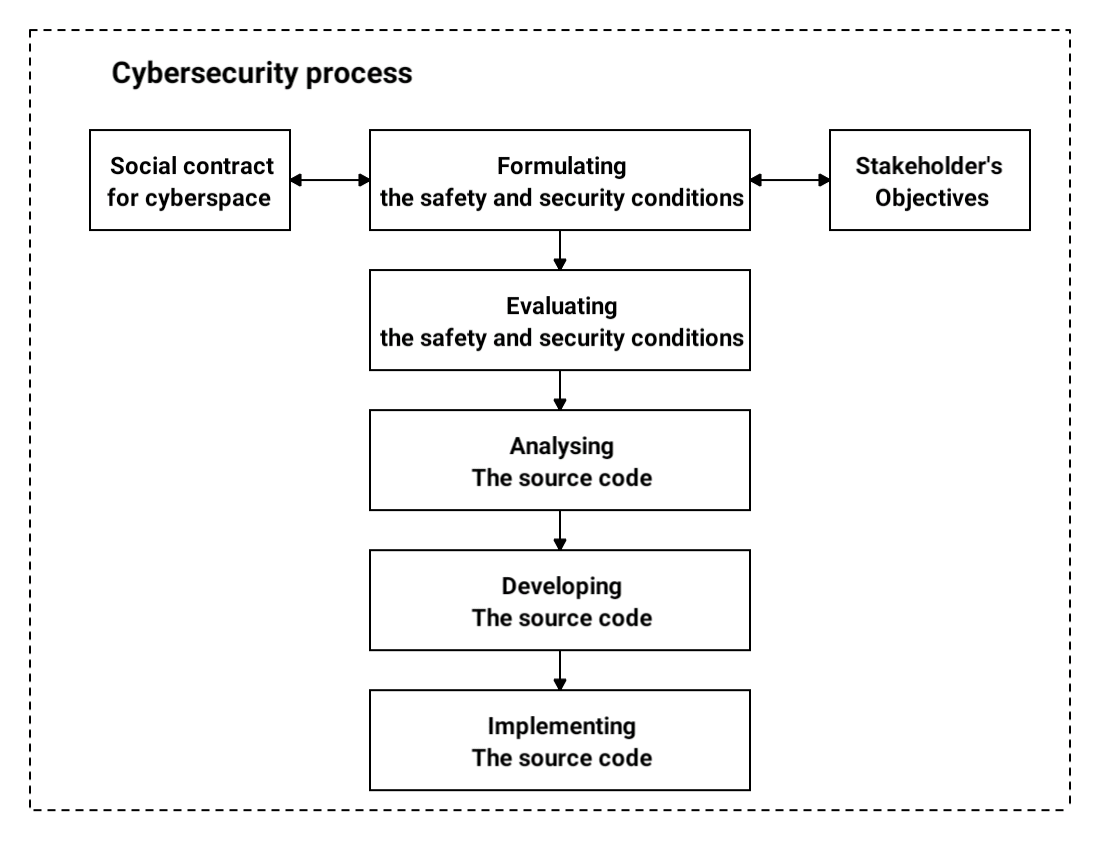 Cybersecurity process
Social contract
for cyberspace
Formulating
the safety and security conditions
Stakeholder's
Objectives
Evaluating
the safety and security conditions
Analysing
The source code
Developing
The source code
Implementing
The source code